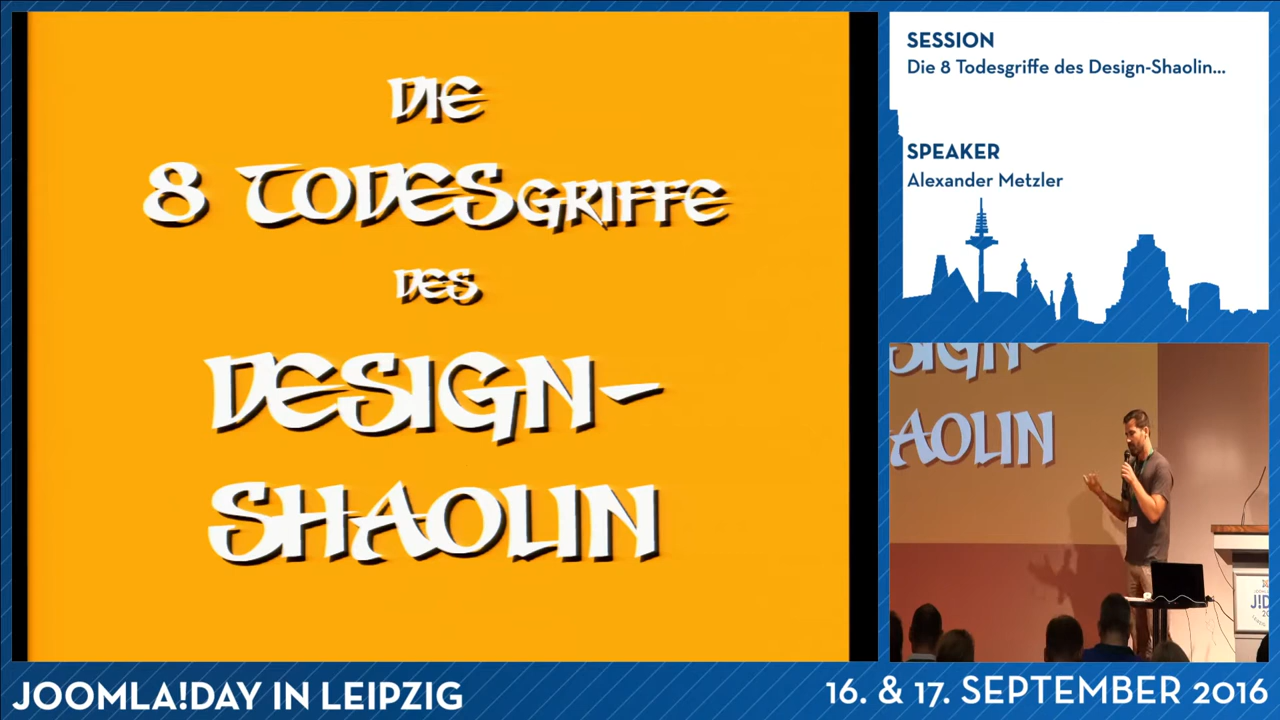 DIE
8 TODESGRIFFE
DES
DESIGN-
SHAOLIN
SESSION
Die 8 Todesgriffe des Design-Shaolin...
SPEAKER
Alexander Metzler
SIGN-
AOLIN
JOOMLA!DAY IN LEIPZIG
16. & 17. SEPTEMBER 2016